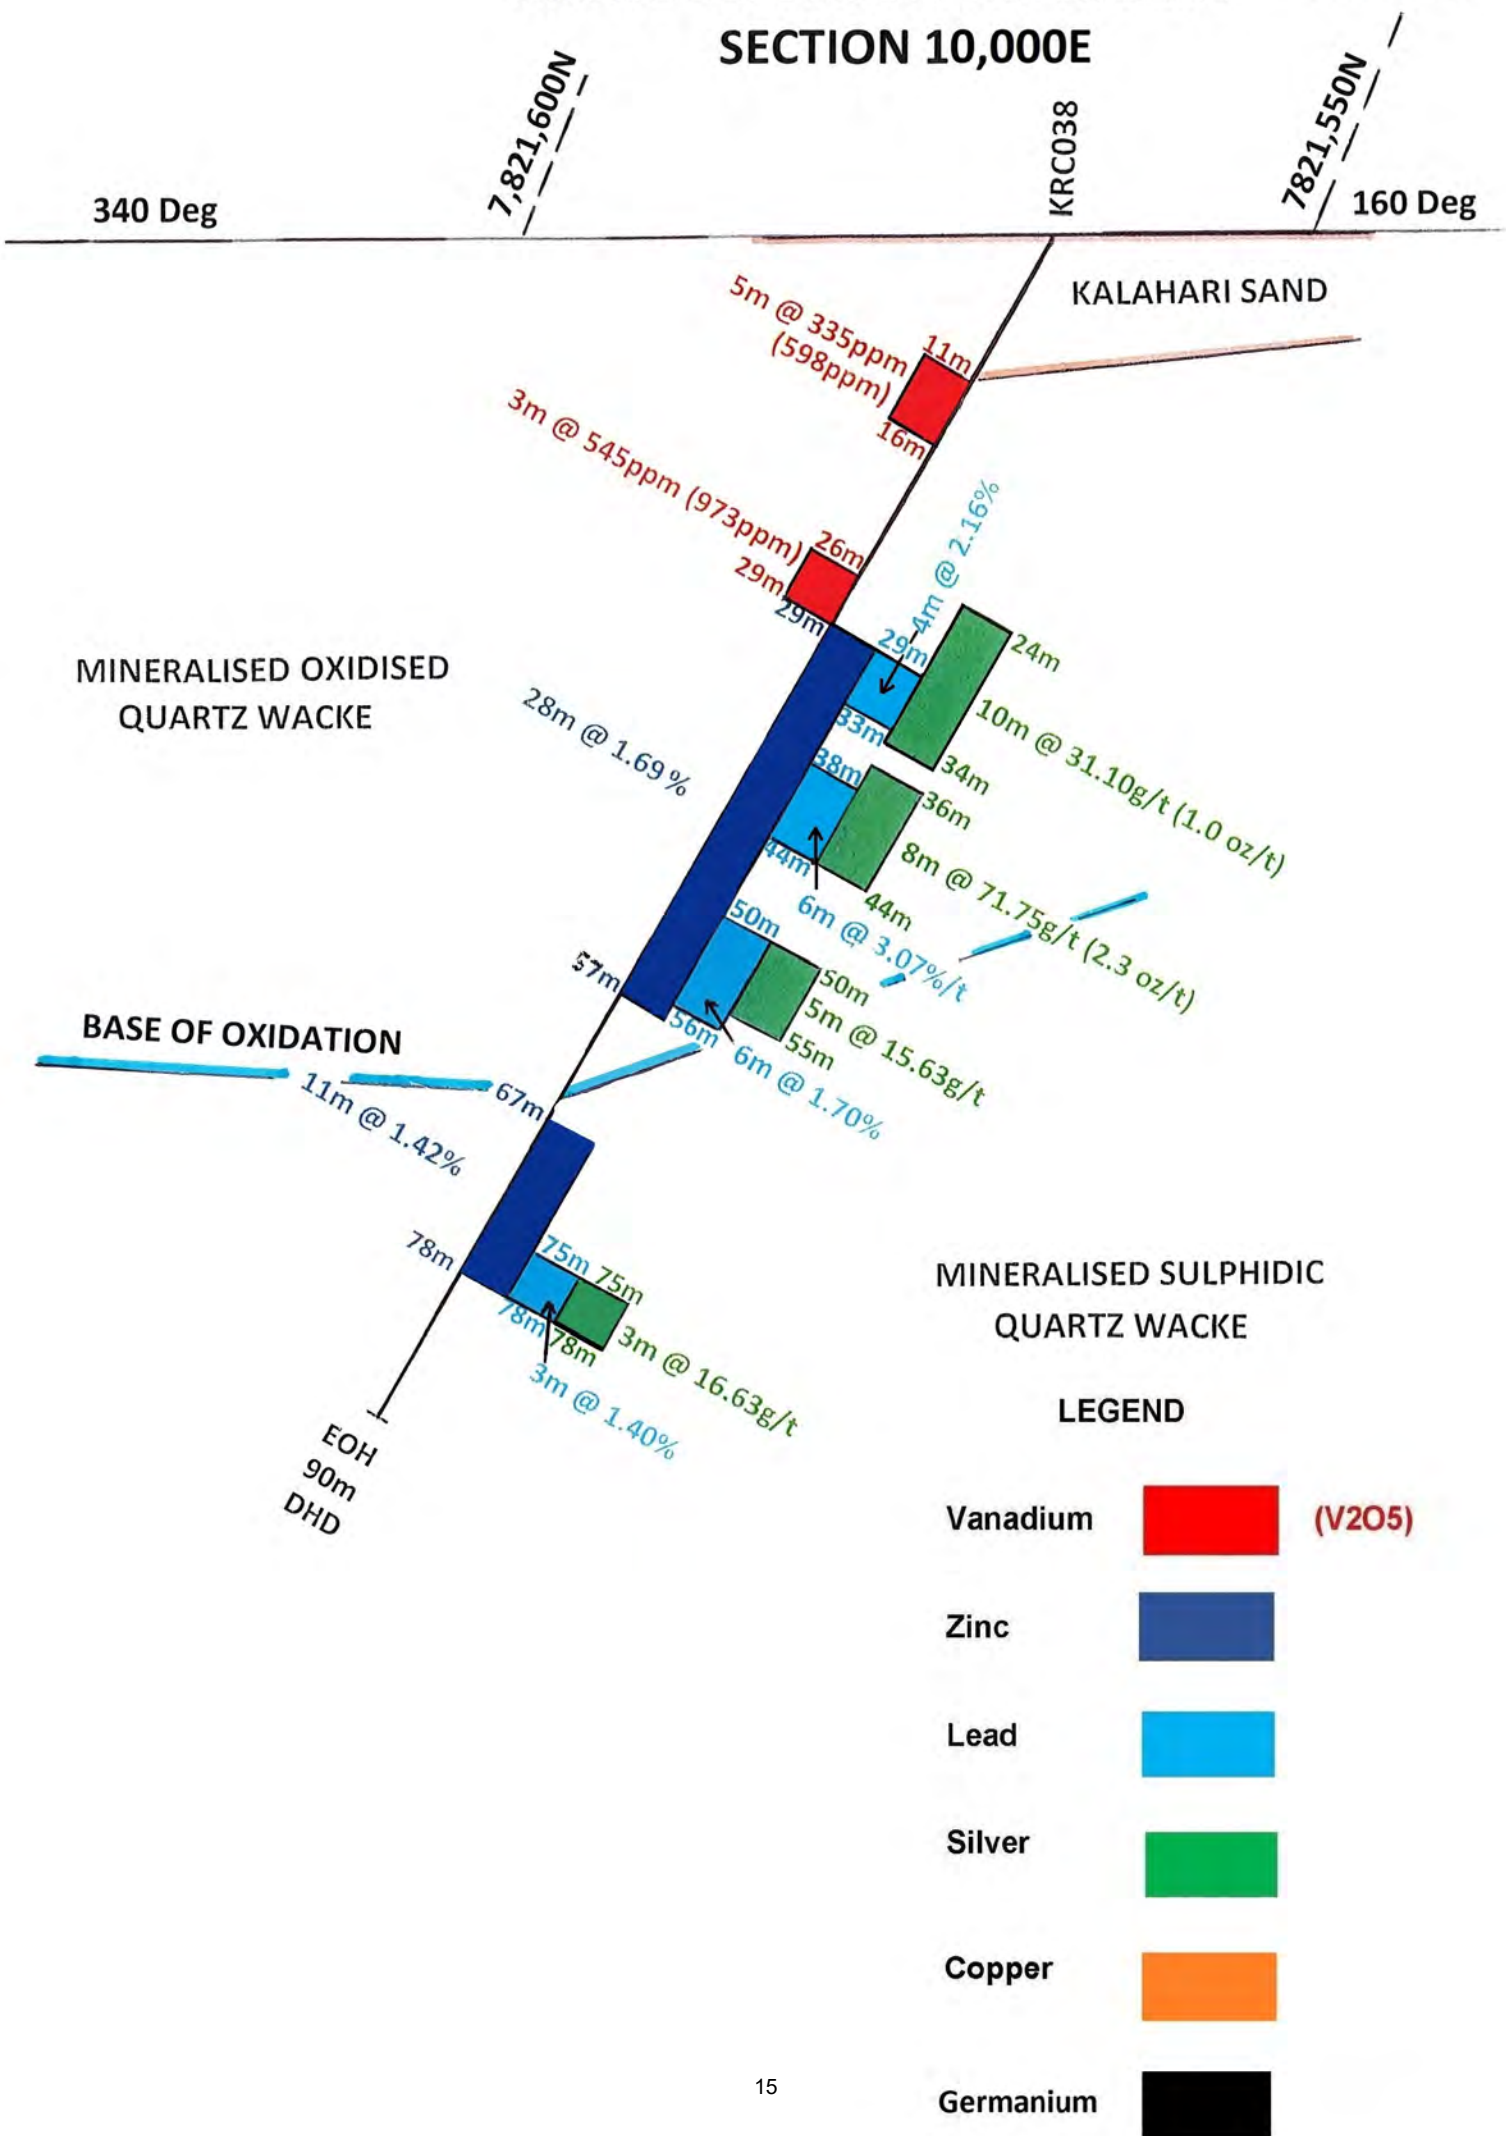 SECTION 10,000E
7,821,600N
KRC038
7821,550N
340 Deg
160 Deg
KALAHARI SAND
5m @ 335ppm
(598ppm)
11m
16m
3m @ 545ppm (973ppm)
26m
29m
29m
4m @ 2.16%
29m
33m
24m
10m @ 31.10g/t (1.0 oz/t)
34m
MINERALISED OXIDISED
QUARTZ WACKE
28m @ 1.69%
38m
36m
8m @ 71.75g/t (2.3 oz/t)
44m
44m
6m @ 3.07%/t
50m
57m
50m
5m @ 15.63g/t
55m
56m
6m @ 1.70%
BASE OF OXIDATION
67m
11m @ 1.42%
78m
75m
75m
78m
78m
3m @ 16.63g/t
3m @ 1.40%
EOH
90m
DHD
MINERALISED SULPHIDIC
QUARTZ WACKE
LEGEND
Vanadium
(V2O5)
Zinc
Lead
Silver
Copper
Germanium
15